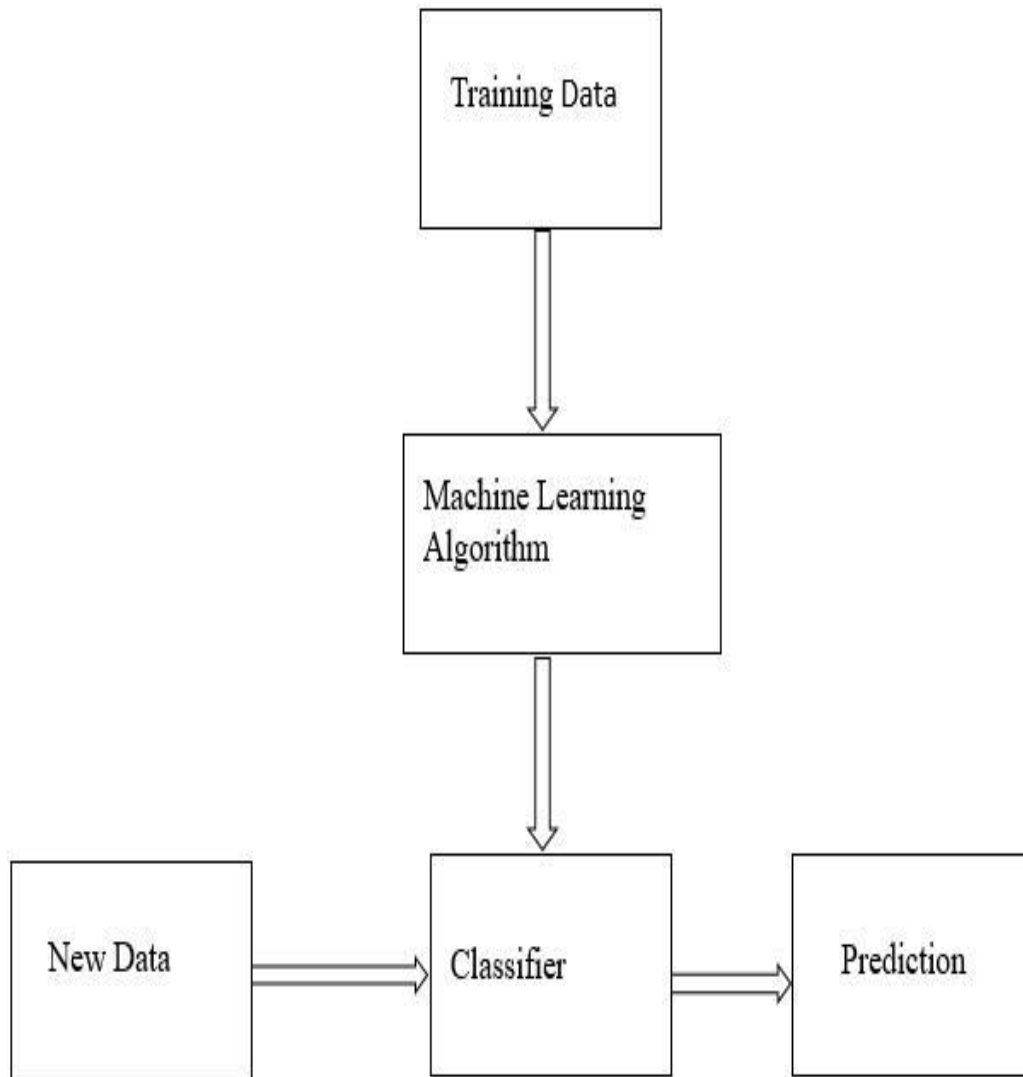 Training Data
Machine Learning
Algorithm
New Data
Classifier
Prediction